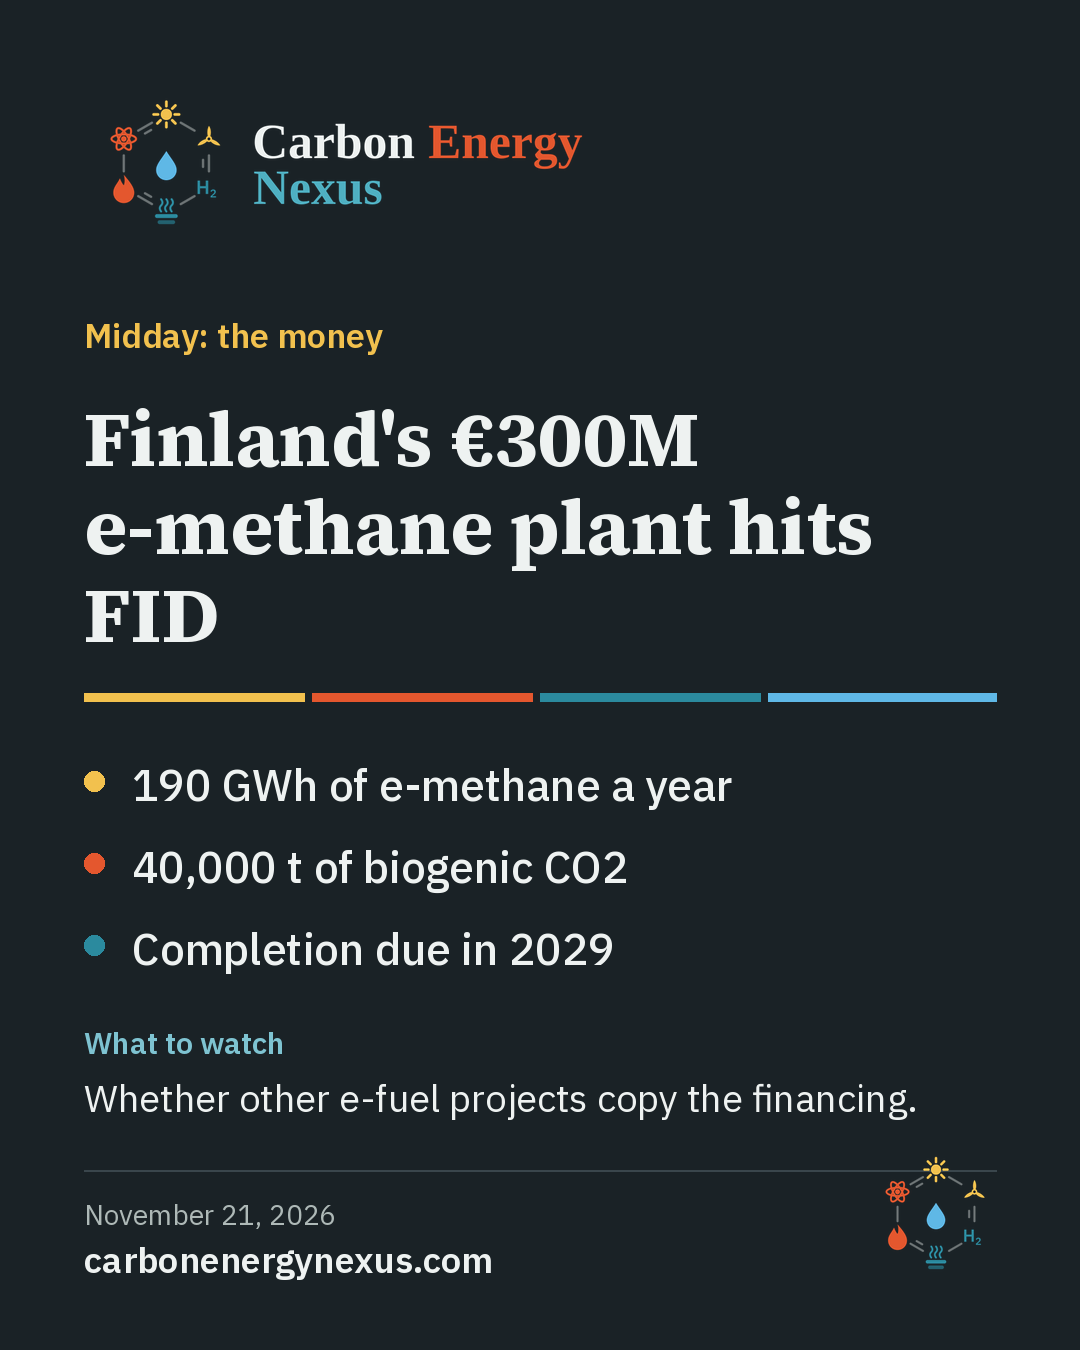 Carbon Energy
Nexus
H₂
Midday: the money
Finland's €300M
e-methane plant hits
FID
190 GWh of e-methane a year
40,000 t of biogenic CO2
Completion due in 2029
What to watch
Whether other e-fuel projects copy the financing.
November 21, 2026
carbonenergynexus.com
H₂